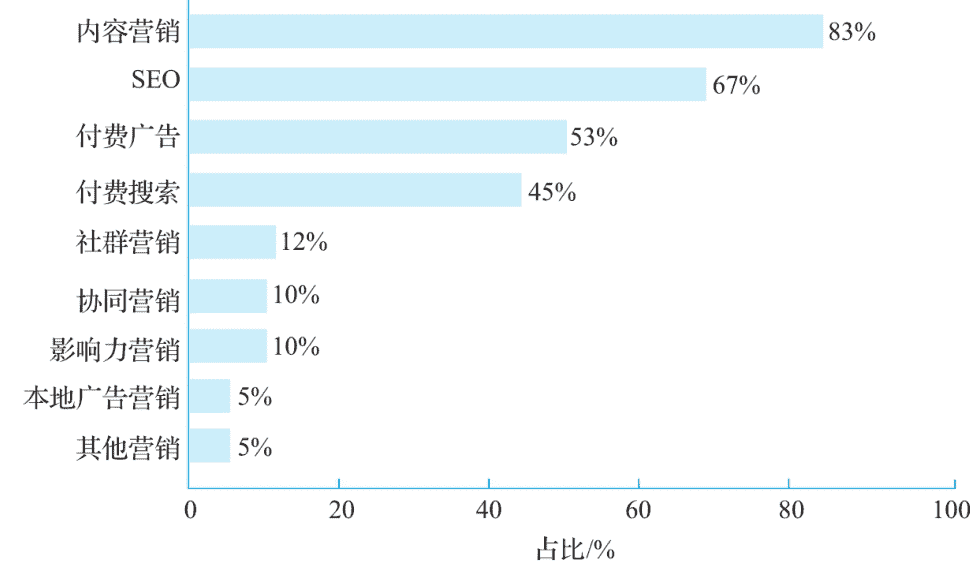 内容营销 83%
SEO 67%
付费广告 53%
付费搜索 45%
社群营销 12%
协同营销 10%
影响力营销 10%
本地广告营销 5%
其他营销 5%
0 20 40 60 80 100
占比/%